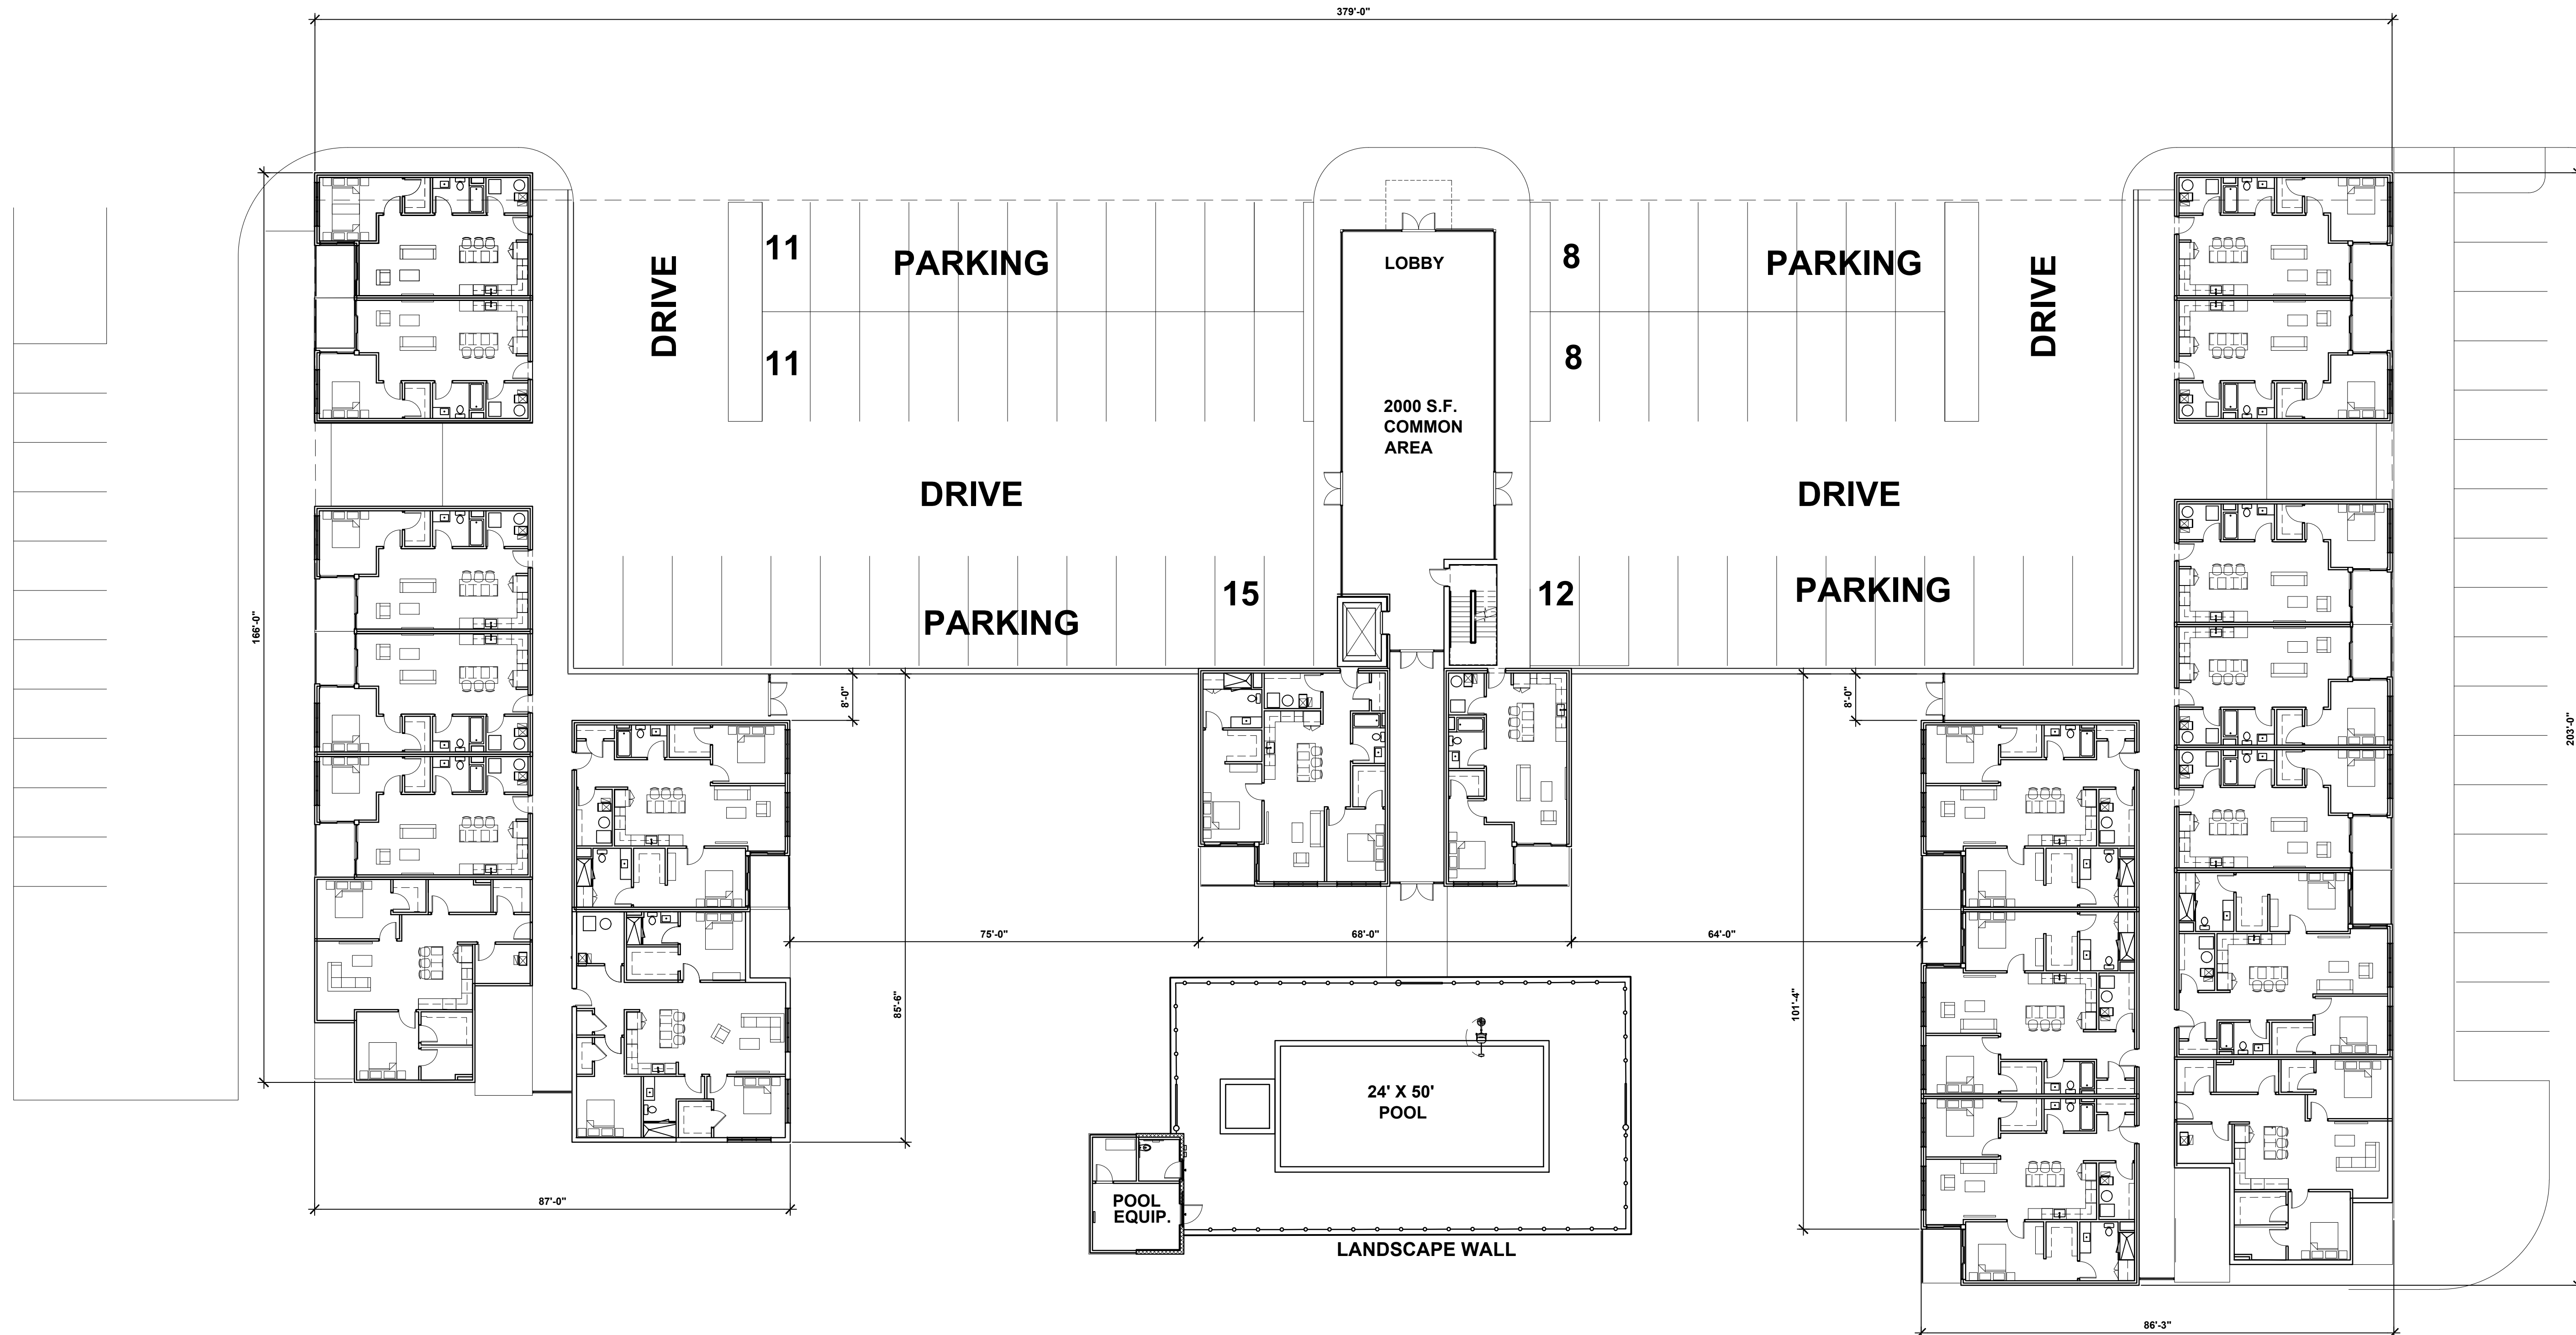 379'-0"
11
PARKING
DRIVE
11
LOBBY
8
PARKING
DRIVE
8
2000 S.F.
COMMON
AREA
DRIVE
DRIVE
15
PARKING
12
PARKING
166'-0"
8'-0"
8'-0"
203'-0"
75'-0"
68'-0"
64'-0"
85'-6"
101'-4"
24' X 50'
POOL
87'-0"
POOL
EQUIP.
LANDSCAPE WALL
86'-3"